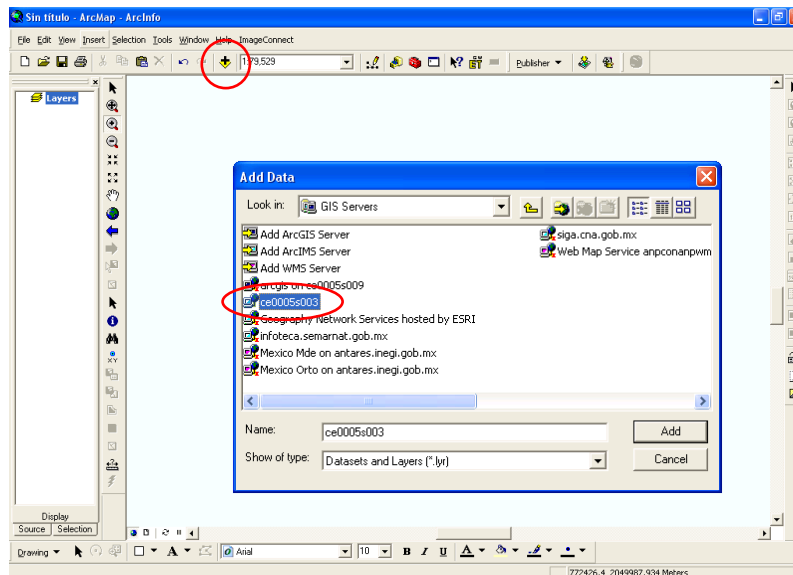 Sin título - ArcMap - ArcInfo
File Edit View Insert Selection Tools Window Help ImageConnect
Publisher
Layers
Add Data
Look in: GIS Servers
Add ArcGIS Server
Add ArcIMS Server
Add WMS Server
arcgis on ce0005s009
ce0005s003
Geography Network Services hosted by ESRI
infoteca.semarnat.gob.mx
Mexico Mde on antares.inegi.gob.mx
Mexico Orto on antares.inegi.gob.mx
siga.cna.gob.mx
Web Map Service anpconanpwm
Name: ce0005s003 Add
Show of type: Datasets and Layers (*.lyr) Cancel
Display
Source Selection
Drawing A Arial 10 B I U A
772426.4 2049987.934 Meters